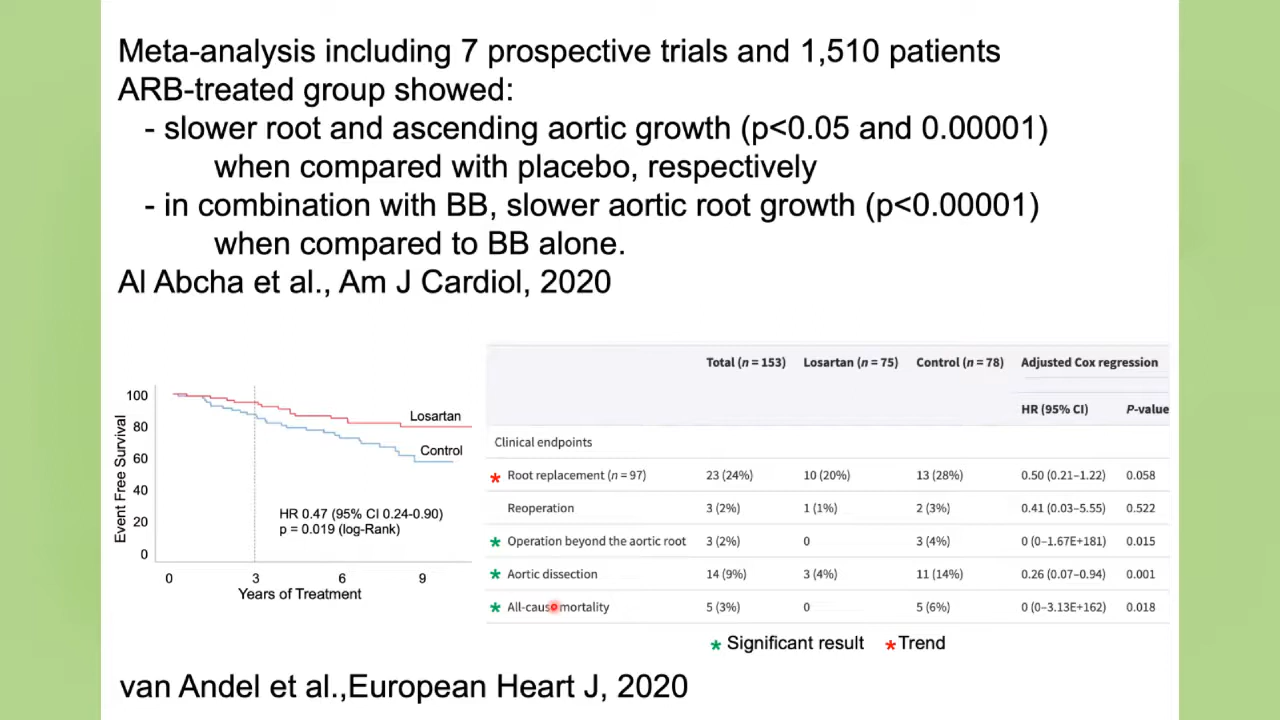 Meta-analysis including 7 prospective trials and 1,510 patients
ARB-treated group showed:
- slower root and ascending aortic growth (p<0.05 and 0.00001)
when compared with placebo, respectively
- in combination with BB, slower aortic root growth (p<0.00001)
when compared to BB alone.
Al Abcha et al., Am J Cardiol, 2020
Event Free Survival
100
80
60
40
20
0
Losartan
Control
HR 0.47 (95% CI 0.24-0.90)
p = 0.019 (log-Rank)
0 3 6 9
Years of Treatment
Total (n = 153) Losartan (n = 75) Control (n = 78) Adjusted Cox regression
HR (95% CI) P-value
Clinical endpoints
* Root replacement (n = 97) 23 (24%) 10 (20%) 13 (28%) 0.50 (0.21–1.22) 0.058
Reoperation 3 (2%) 1 (1%) 2 (3%) 0.41 (0.03–5.55) 0.522
* Operation beyond the aortic root 3 (2%) 0 3 (4%) 0 (0–1.67E+181) 0.015
* Aortic dissection 14 (9%) 3 (4%) 11 (14%) 0.26 (0.07–0.94) 0.001
* All-cause mortality 5 (3%) 0 5 (6%) 0 (0–3.13E+162) 0.018
* Significant result * Trend
van Andel et al.,European Heart J, 2020